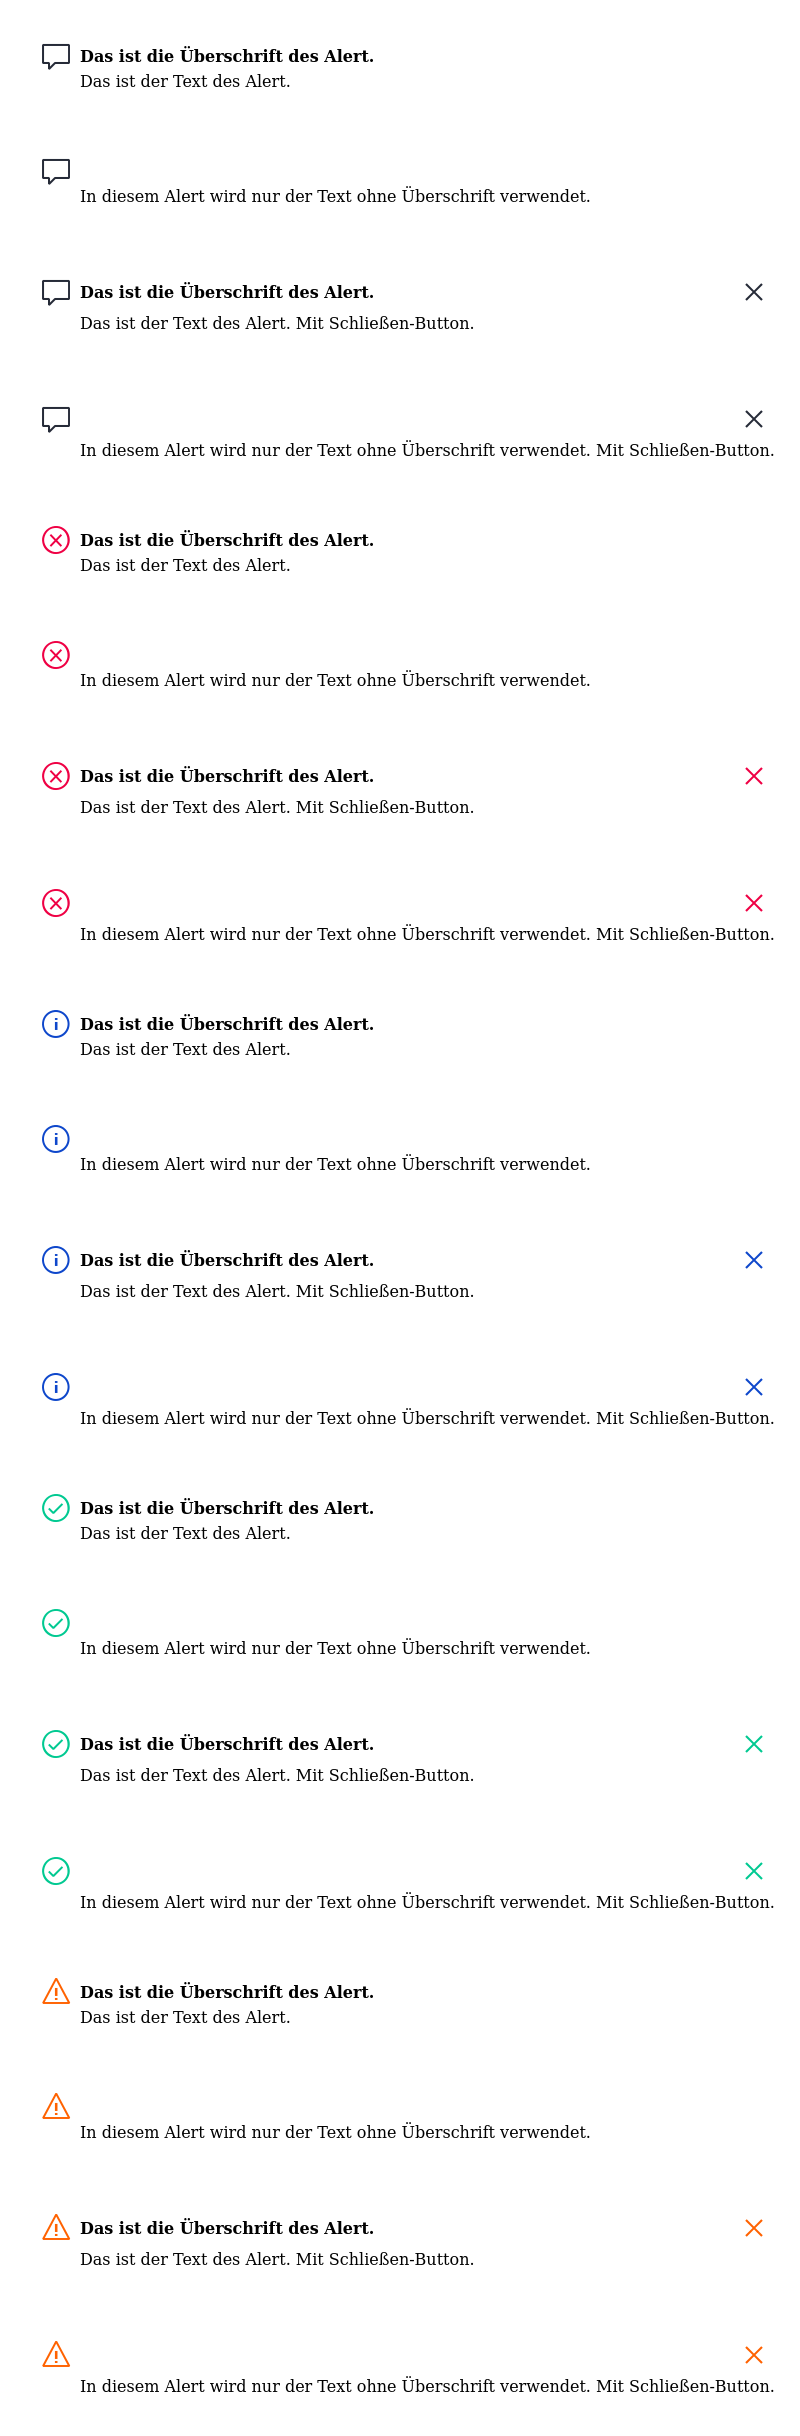 Das ist die Überschrift des Alert.
Das ist der Text des Alert.
In diesem Alert wird nur der Text ohne Überschrift verwendet.
Das ist die Überschrift des Alert.
Das ist der Text des Alert. Mit Schließen-Button.
In diesem Alert wird nur der Text ohne Überschrift verwendet. Mit Schließen-Button.
Das ist die Überschrift des Alert.
Das ist der Text des Alert.
In diesem Alert wird nur der Text ohne Überschrift verwendet.
Das ist die Überschrift des Alert.
Das ist der Text des Alert. Mit Schließen-Button.
In diesem Alert wird nur der Text ohne Überschrift verwendet. Mit Schließen-Button.
Das ist die Überschrift des Alert.
Das ist der Text des Alert.
In diesem Alert wird nur der Text ohne Überschrift verwendet.
Das ist die Überschrift des Alert.
Das ist der Text des Alert. Mit Schließen-Button.
In diesem Alert wird nur der Text ohne Überschrift verwendet. Mit Schließen-Button.
Das ist die Überschrift des Alert.
Das ist der Text des Alert.
In diesem Alert wird nur der Text ohne Überschrift verwendet.
Das ist die Überschrift des Alert.
Das ist der Text des Alert. Mit Schließen-Button.
In diesem Alert wird nur der Text ohne Überschrift verwendet. Mit Schließen-Button.
Das ist die Überschrift des Alert.
Das ist der Text des Alert.
In diesem Alert wird nur der Text ohne Überschrift verwendet.
Das ist die Überschrift des Alert.
Das ist der Text des Alert. Mit Schließen-Button.
In diesem Alert wird nur der Text ohne Überschrift verwendet. Mit Schließen-Button.